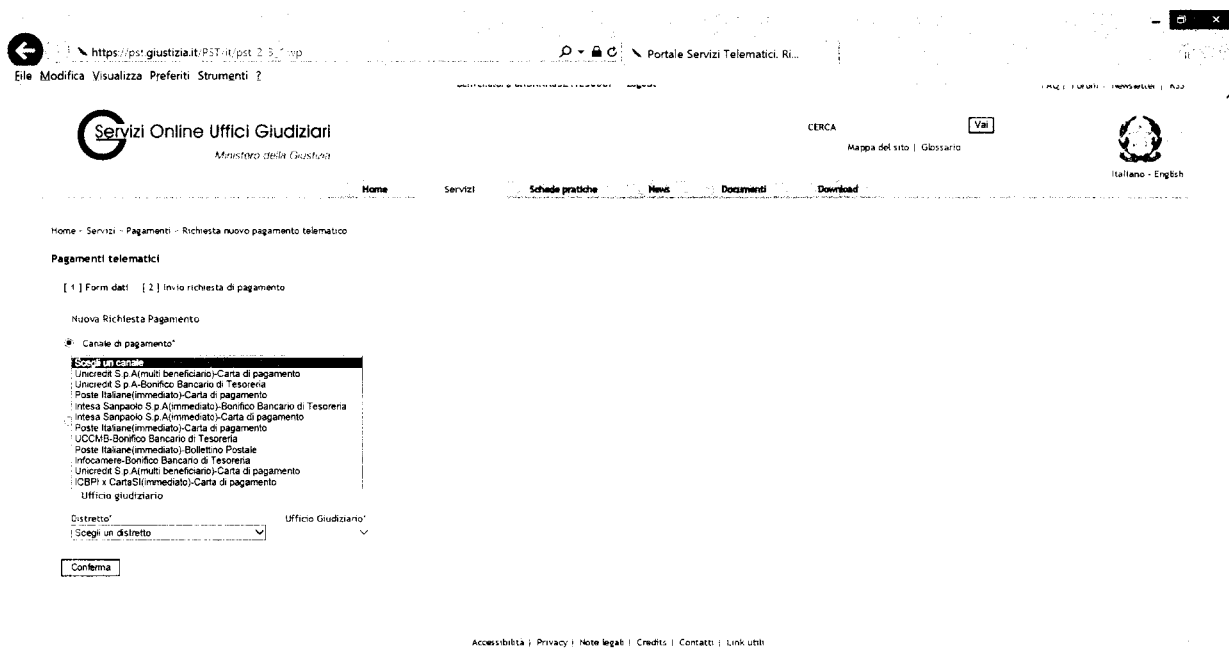 https://pst.giustizia.it/PST/it/pst_2_8_1.wp Portale Servizi Telematici. Ri...
File Modifica Visualizza Preferiti Strumenti ?
Logout
FAQ | Forum - Newsletter | RSS
Servizi Online Uffici Giudiziari
Ministero della Giustizia
CERCA Vai
Mappa del sito | Glossario
Italiano - English
Home Servizi Schede pratiche News Documenti Download
Home - Servizi - Pagamenti - Richiesta nuovo pagamento telematico
Pagamenti telematici
[ 1 ] Form dati [ 2 ] Invio richiesta di pagamento
Nuova Richiesta Pagamento
Canale di pagamento*
Scegli un canale
Unicredit S.p.A(multi beneficiario)-Carta di pagamento
Unicredit S.p.A-Bonifico Bancario di Tesoreria
Poste Italiane(immediato)-Carta di pagamento
Intesa Sanpaolo S.p.A(immediato)-Bonifico Bancario di Tesoreria
Intesa Sanpaolo S.p.A(immediato)-Carta di pagamento
Poste Italiane(immediato)-Carta di pagamento
UCCMB-Bonifico Bancario di Tesoreria
Poste Italiane(immediato)-Bollettino Postale
Infocamere-Bonifico Bancario di Tesoreria
Unicredit S.p.A(multi beneficiario)-Carta di pagamento
ICBPI x CartaSI(immediato)-Carta di pagamento
Ufficio giudiziario
Distretto* Ufficio Giudiziario*
Scegli un distretto
Conferma
Accessibilità | Privacy | Note legali | Credits | Contatti | Link utili